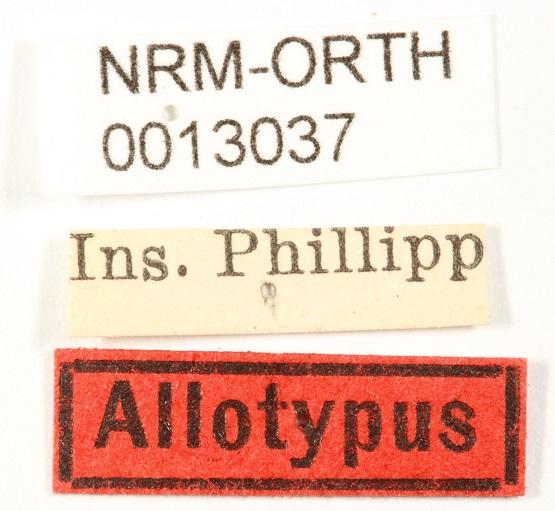 NRM-ORTH
0013037
Ins. Phillipp
Allotypus